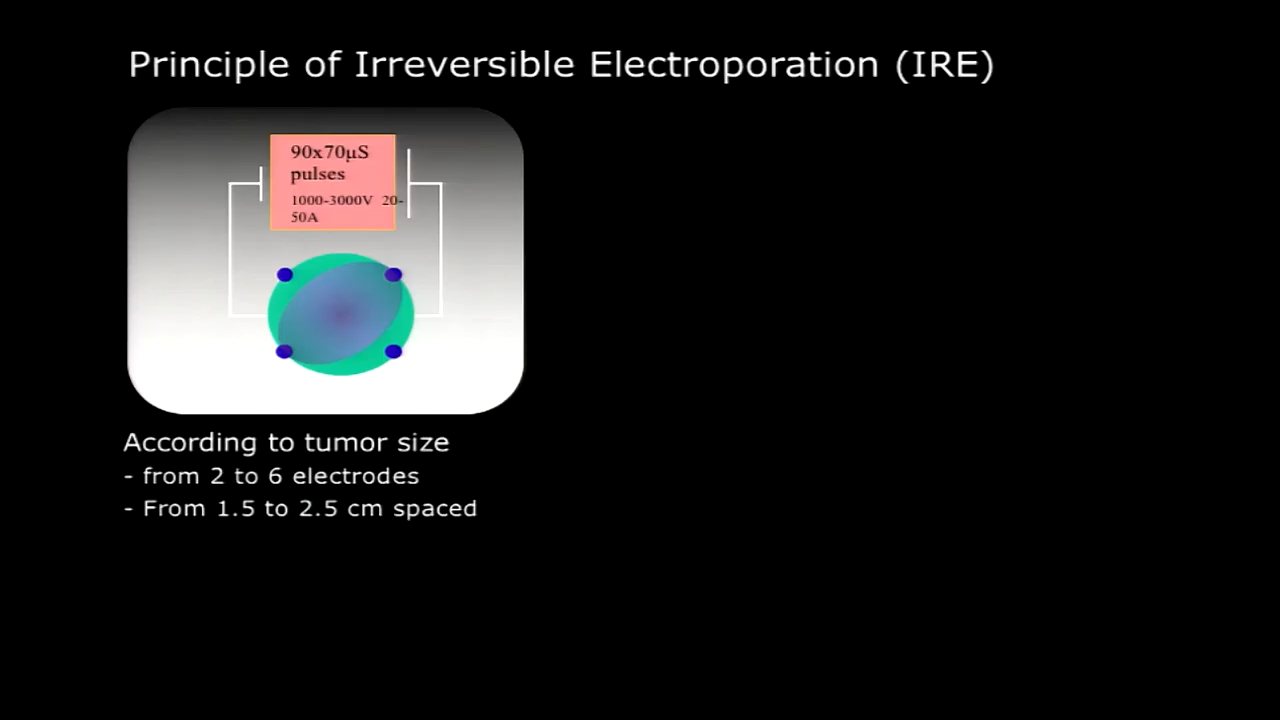 Principle of Irreversible Electroporation (IRE)
90x70µS
pulses
1000-3000V 20-
50A
According to tumor size
- from 2 to 6 electrodes
- From 1.5 to 2.5 cm spaced